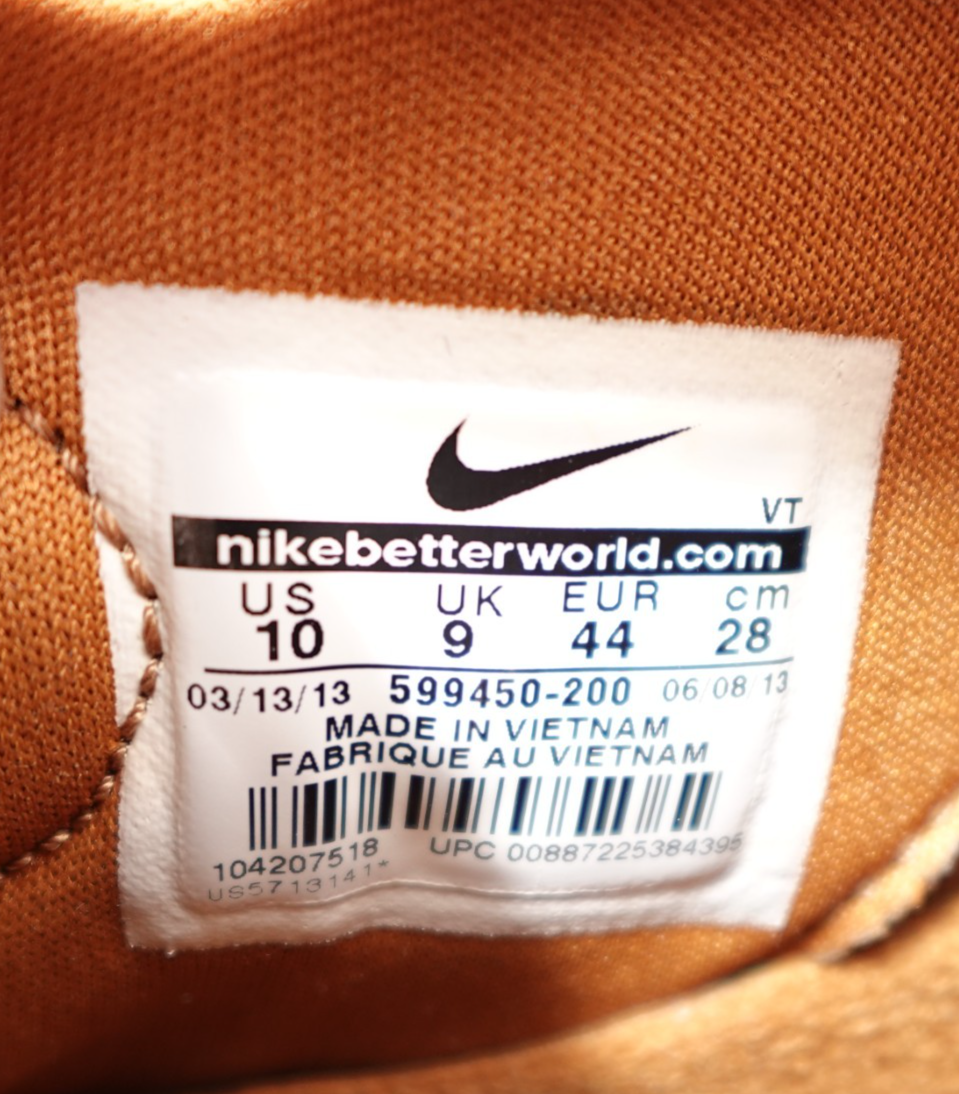 VT
nikebetterworld.com
US UK EUR cm
10 9 44 28
03/13/13 599450-200 06/08/13
MADE IN VIETNAM
FABRIQUE AU VIETNAM
104207518 UPC 00887225384395
US5713141*